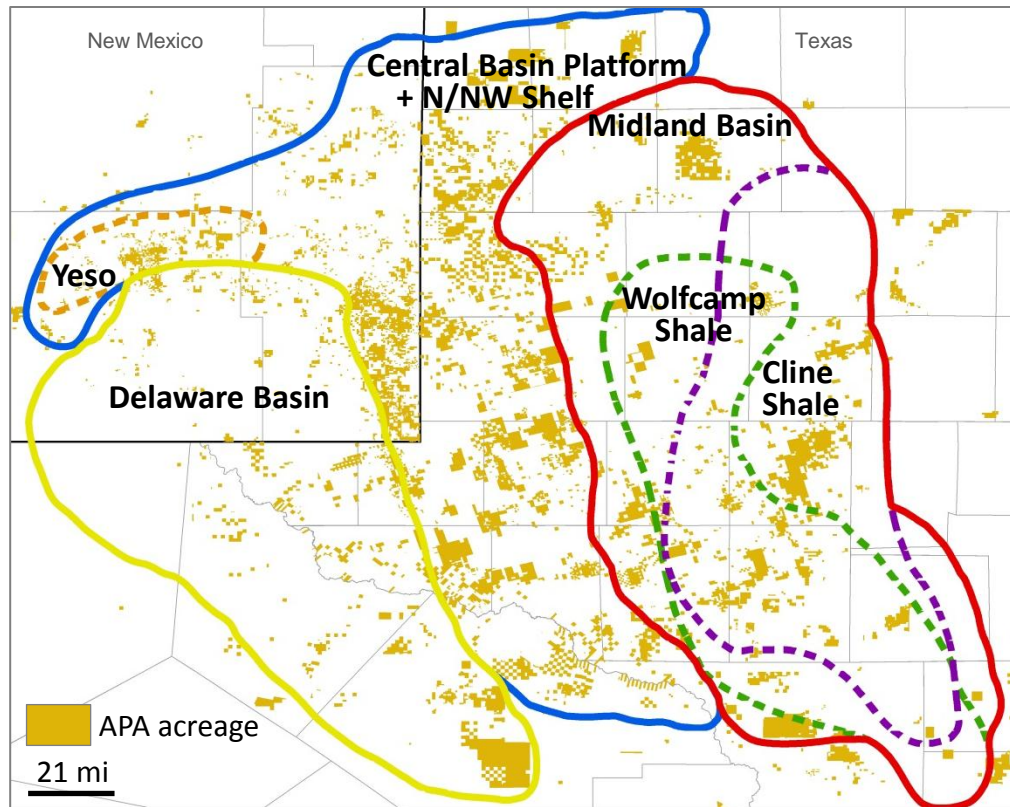 New Mexico
Texas
Central Basin Platform
+ N/NW Shelf
Midland Basin
Yeso
Wolfcamp
Shale
Delaware Basin
Cline
Shale
APA acreage
21 mi